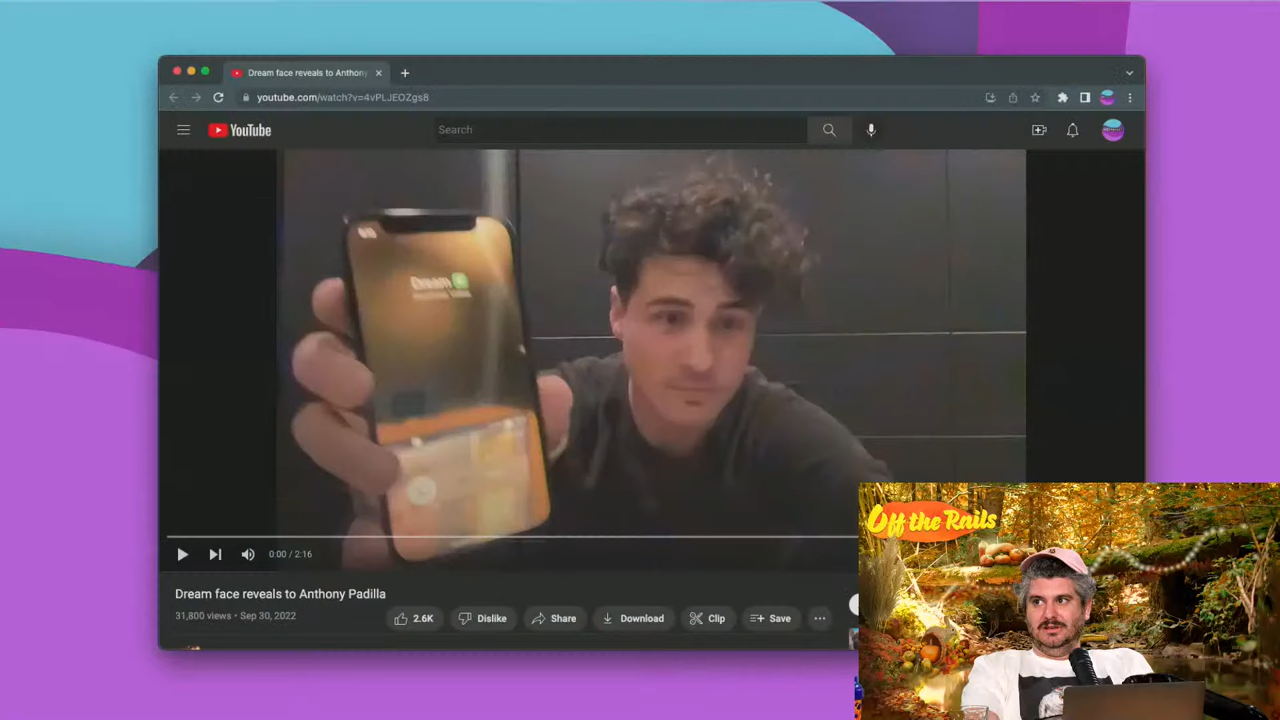 Dream face reveals to Anthony
youtube.com/watch?v=4vPLJEOZgs8
YouTube
Search
Dream
0:00 / 2:16
Dream face reveals to Anthony Padilla
31,800 views • Sep 30, 2022
2.6K
Dislike
Share
Download
Clip
Save
Off the Rails